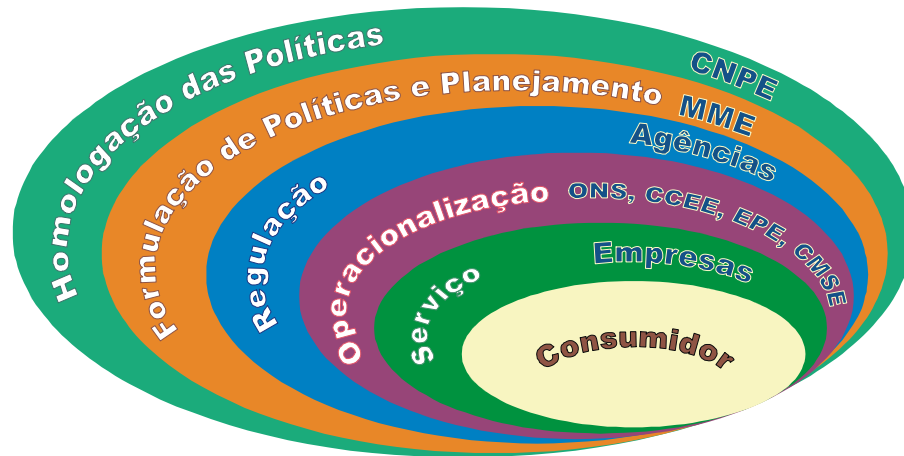 Homologação das Políticas
CNPE
Formulação de Políticas e Planejamento
MME
Regulação
Agências
Operacionalização
ONS, CCEE, EPE, CMSE
Serviço
Empresas
Consumidor